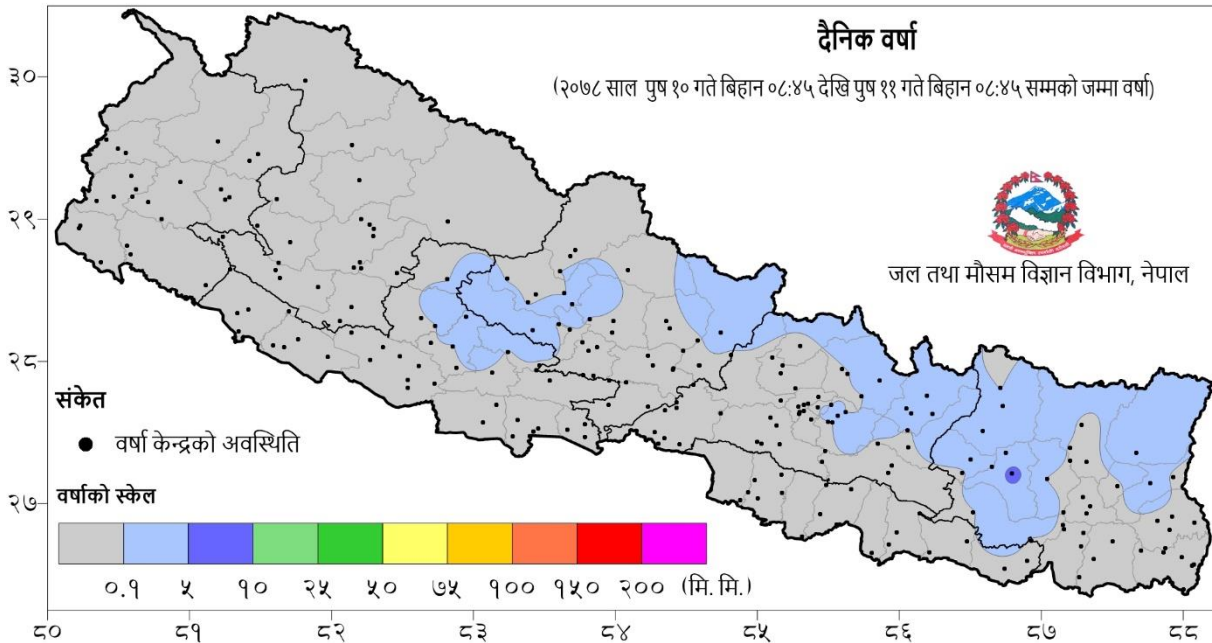 दैनिक वर्षा
(२०७८ साल पुष १० गते बिहान ०८:४५ देखि पुष ११ गते बिहान ०८:४५ सम्मको जम्मा वर्षा)
३०
२९
जल तथा मौसम विज्ञान विभाग, नेपाल
२८
संकेत
वर्षा केन्द्रको अवस्थिति
वर्षाको स्केल
२७
०.१ ५ १० २५ ५० ७५ १०० १५० २०० (मि. मि.)
८० ८१ ८२ ८३ ८४ ८५ ८६ ८७ ८८